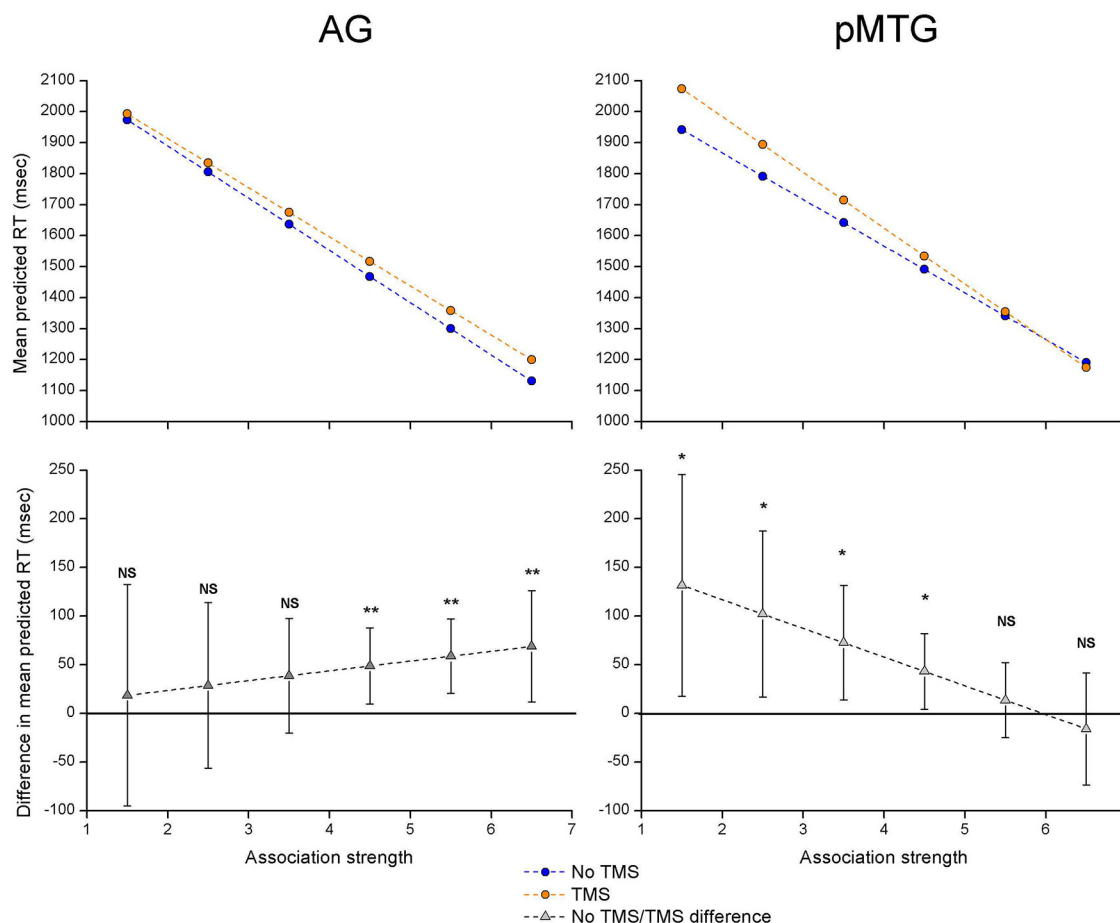 AG
pMTG
Mean predicted RT (msec)
2100
2000
1900
1800
1700
1600
1500
1400
1300
1200
1100
1000
2100
2000
1900
1800
1700
1600
1500
1400
1300
1200
1100
1000
Difference in mean predicted RT (msec)
250
200
150
100
50
0
-50
-100
NS
NS
NS
**
**
**
1 2 3 4 5 6 7
Association strength
250
200
150
100
50
0
-50
-100
*
*
*
*
NS
NS
1 2 3 4 5 6
Association strength
No TMS
TMS
No TMS/TMS difference